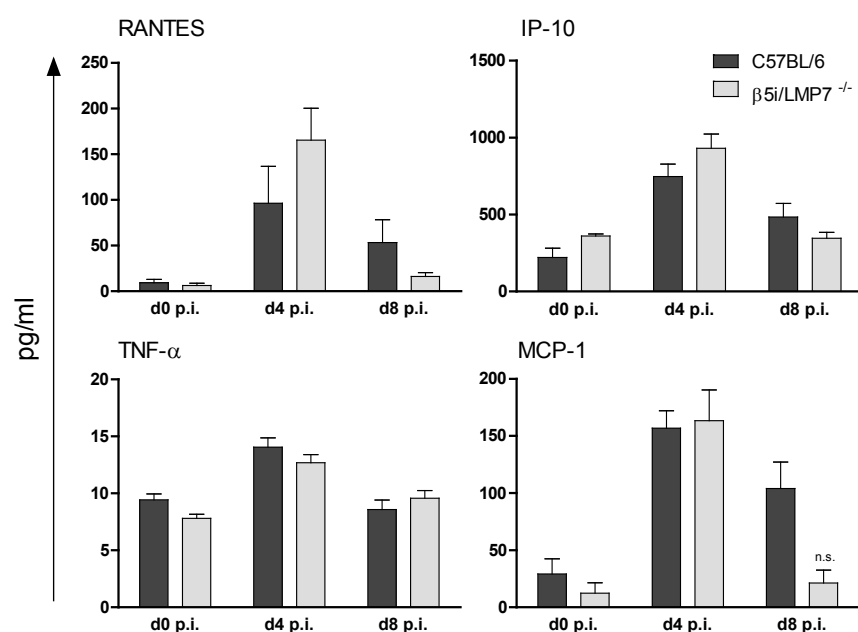 RANTES
250
200
150
100
50
0
d0 p.i. d4 p.i. d8 p.i.
IP-10
1500
1000
500
0
C57BL/6
β5i/LMP7 -/-
d0 p.i. d4 p.i. d8 p.i.
pg/ml
TNF-α
20
15
10
5
0
d0 p.i. d4 p.i. d8 p.i.
MCP-1
200
150
100
50
0
n.s.
d0 p.i. d4 p.i. d8 p.i.